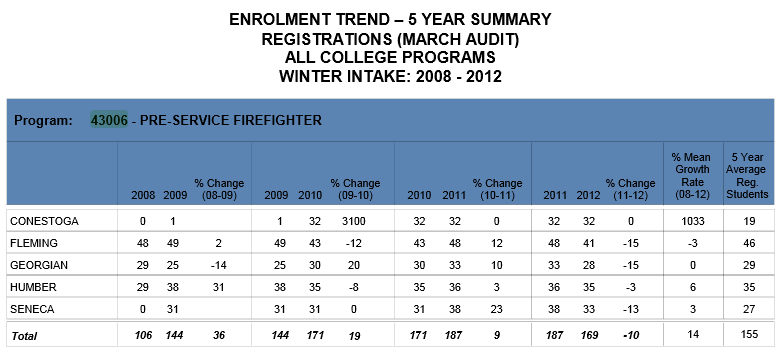 ENROLMENT TREND – 5 YEAR SUMMARY
REGISTRATIONS (MARCH AUDIT)
ALL COLLEGE PROGRAMS
WINTER INTAKE: 2008 - 2012
Program: 43006 - PRE-SERVICE FIREFIGHTER
2008 2009 % Change (08-09) 2009 2010 % Change (09-10) 2010 2011 % Change (10-11) 2011 2012 % Change (11-12) % Mean Growth Rate (08-12) 5 Year Average Reg. Students
CONESTOGA 0 1 1 32 3100 32 32 0 32 32 0 1033 19
FLEMING 48 49 2 49 43 -12 43 48 12 48 41 -15 -3 46
GEORGIAN 29 25 -14 25 30 20 30 33 10 33 28 -15 0 29
HUMBER 29 38 31 38 35 -8 35 36 3 36 35 -3 6 35
SENECA 0 31 31 31 0 31 38 23 38 33 -13 3 27
Total 106 144 36 144 171 19 171 187 9 187 169 -10 14 155